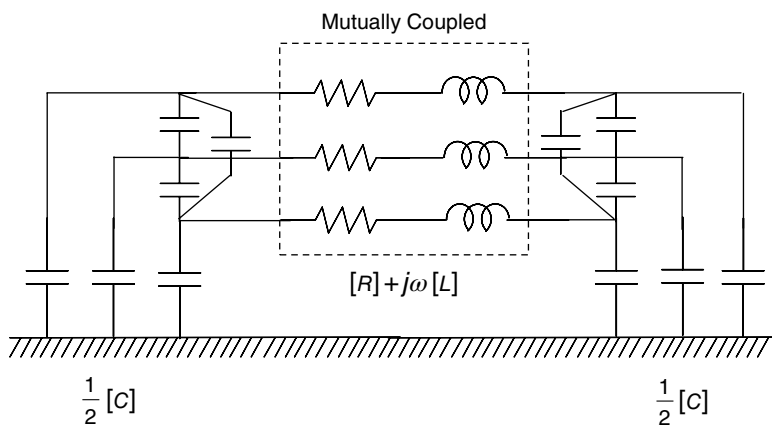 Mutually Coupled
[R] + jω [L]
1/2 [C]
1/2 [C]